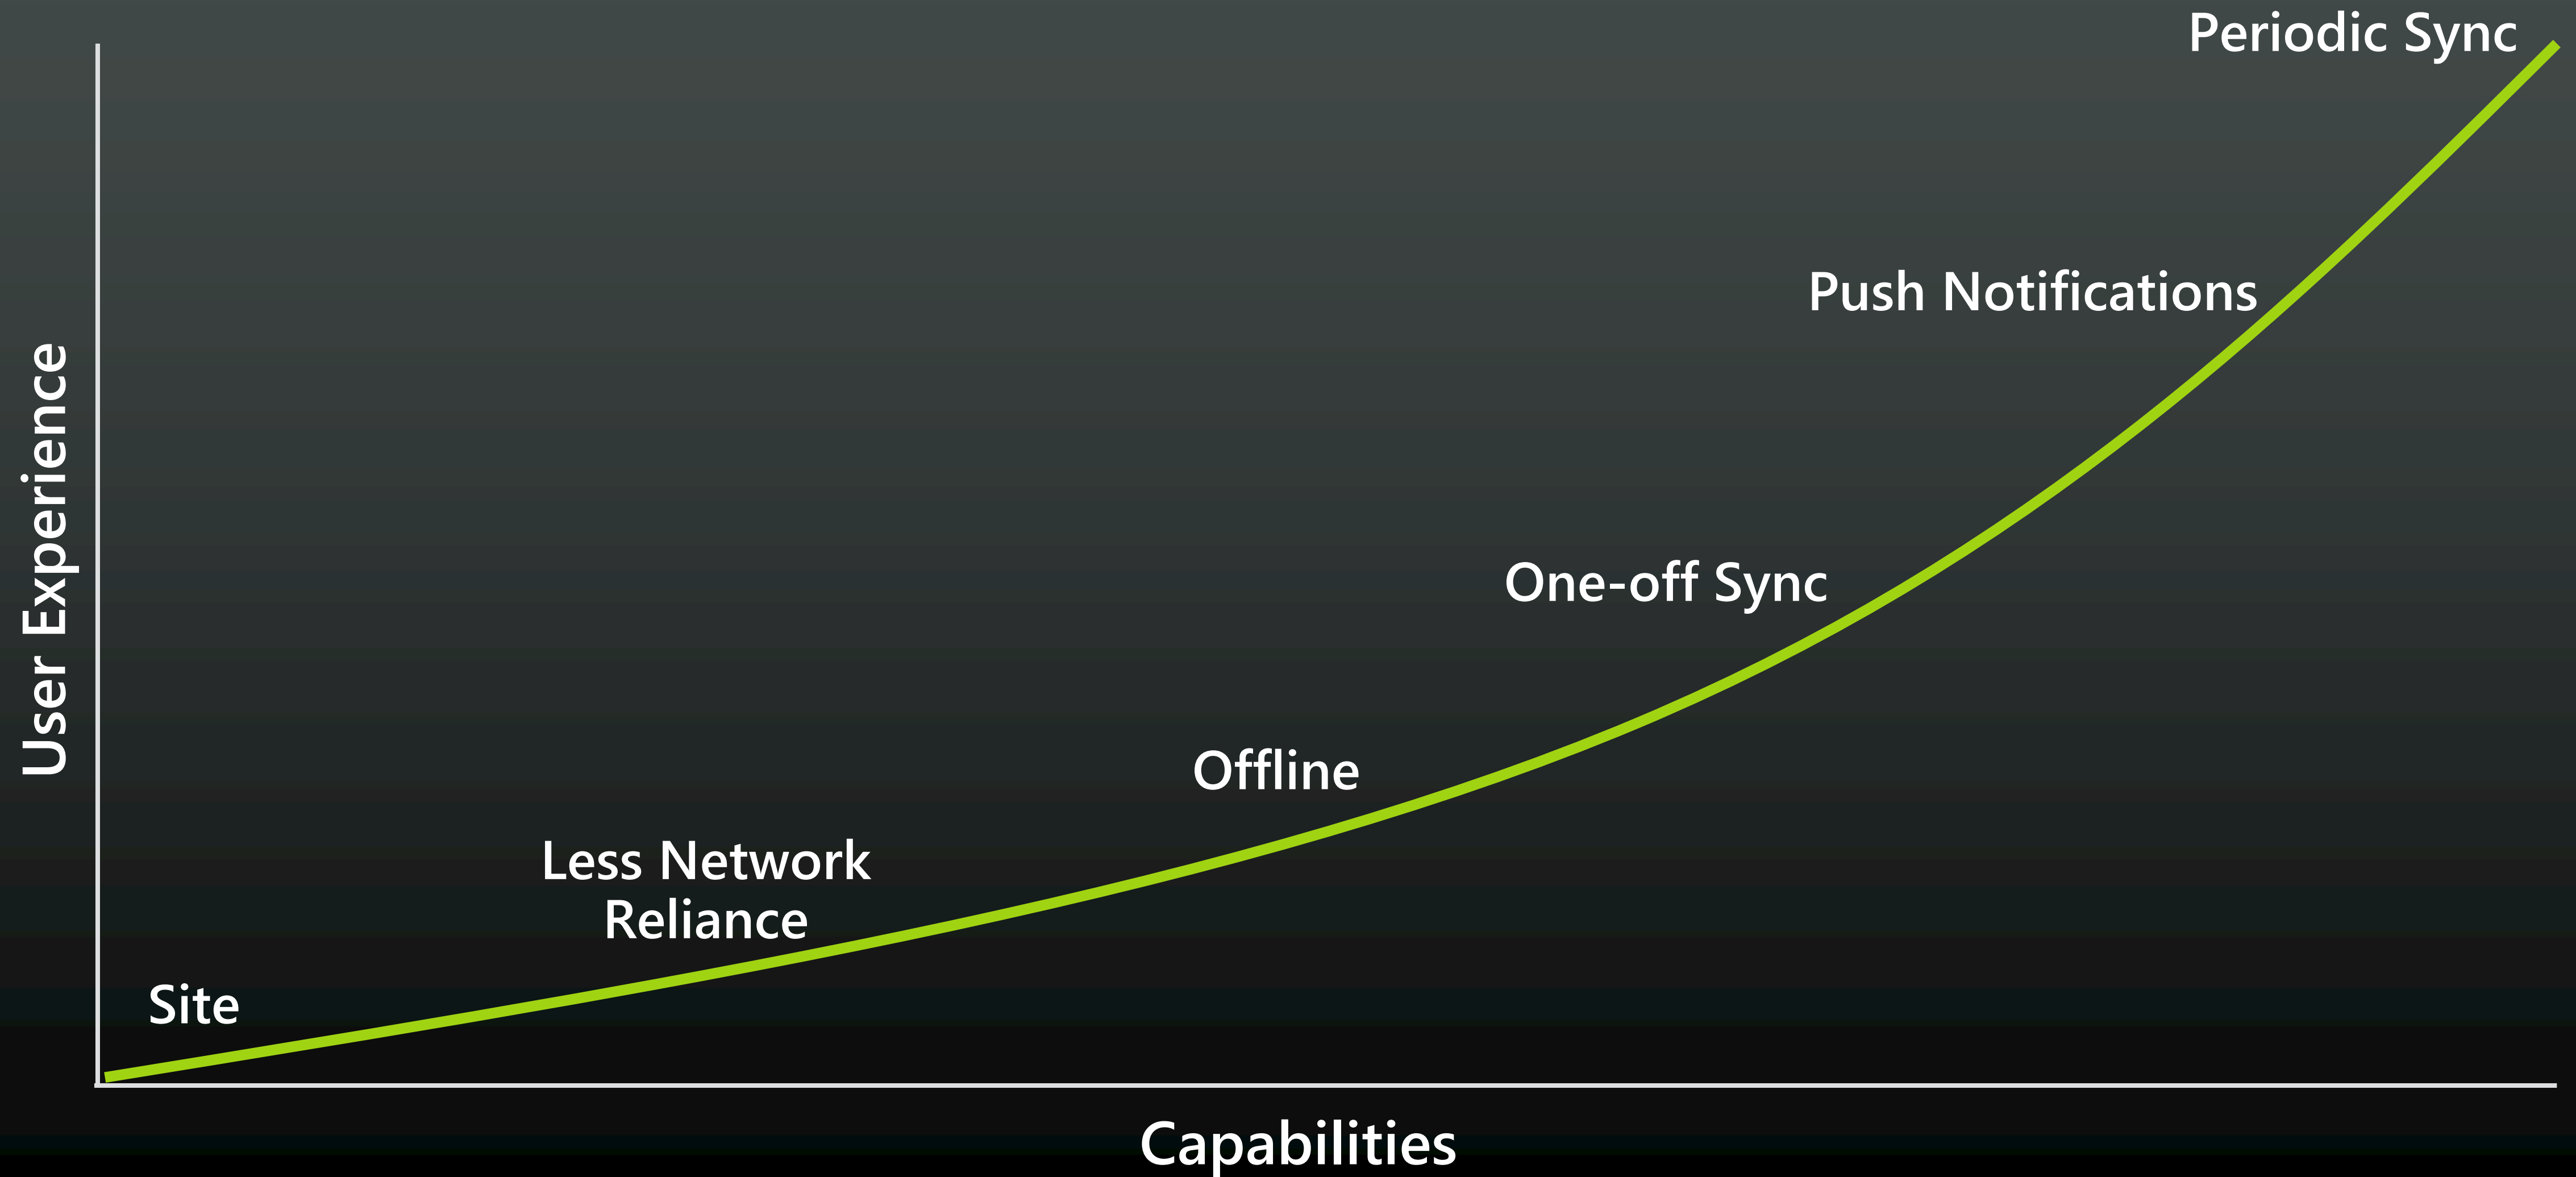 Periodic Sync
Push Notifications
User Experience
One-off Sync
Offline
Less Network
Reliance
Site
Capabilities